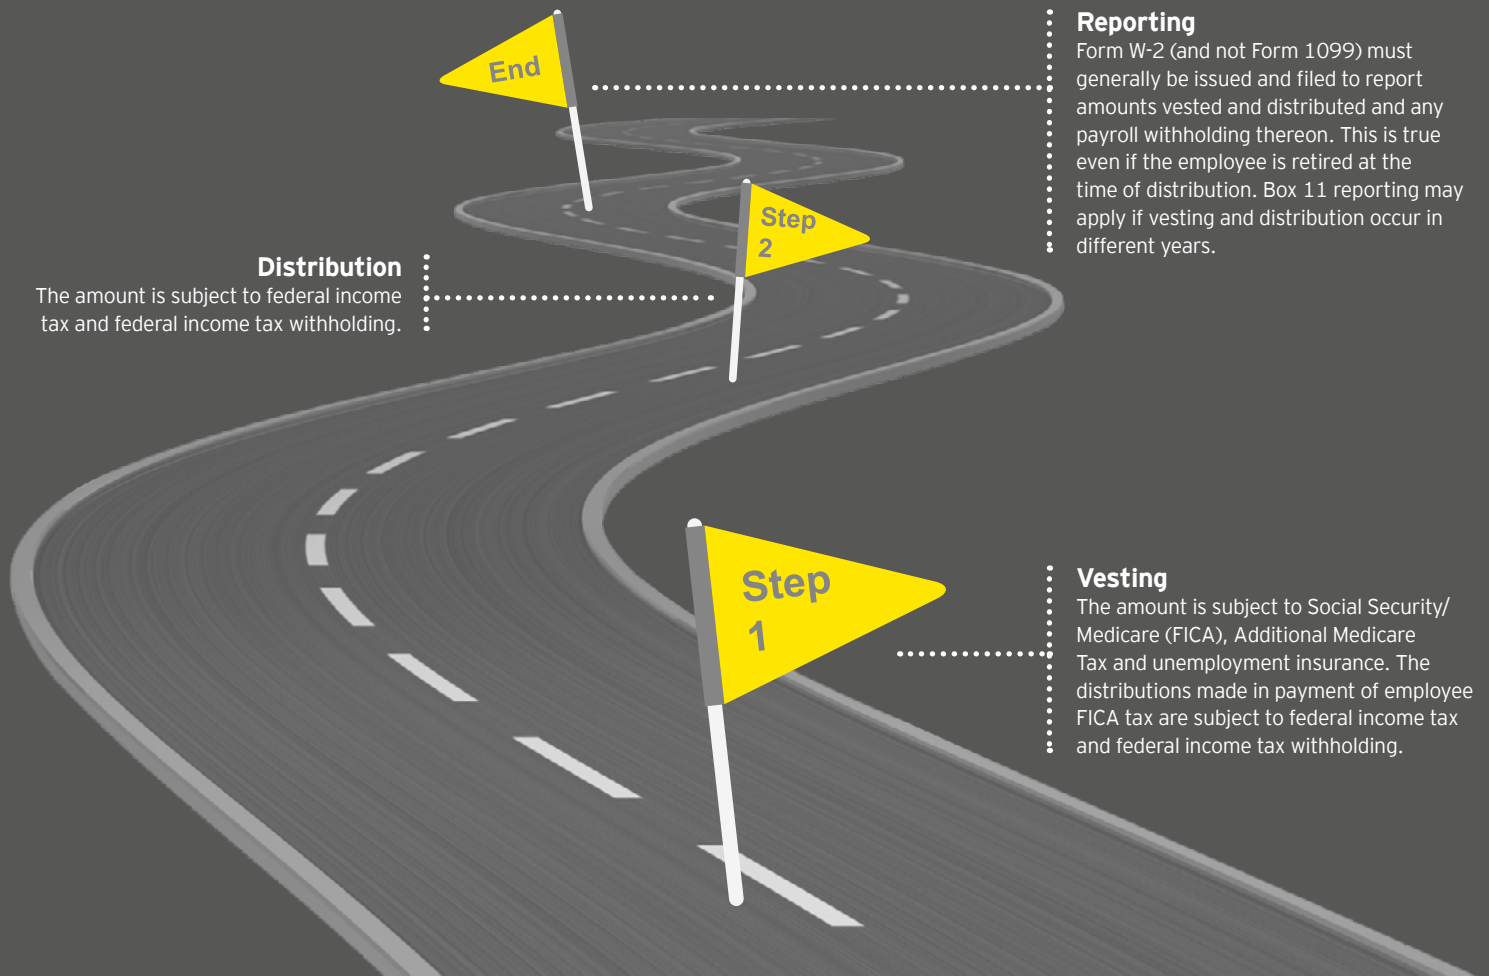 End
Reporting
Form W-2 (and not Form 1099) must
generally be issued and filed to report
amounts vested and distributed and any
payroll withholding thereon. This is true
even if the employee is retired at the
time of distribution. Box 11 reporting may
apply if vesting and distribution occur in
different years.
Step
2
Distribution
The amount is subject to federal income
tax and federal income tax withholding.
Step
1
Vesting
The amount is subject to Social Security/
Medicare (FICA), Additional Medicare
Tax and unemployment insurance. The
distributions made in payment of employee
FICA tax are subject to federal income tax
and federal income tax withholding.